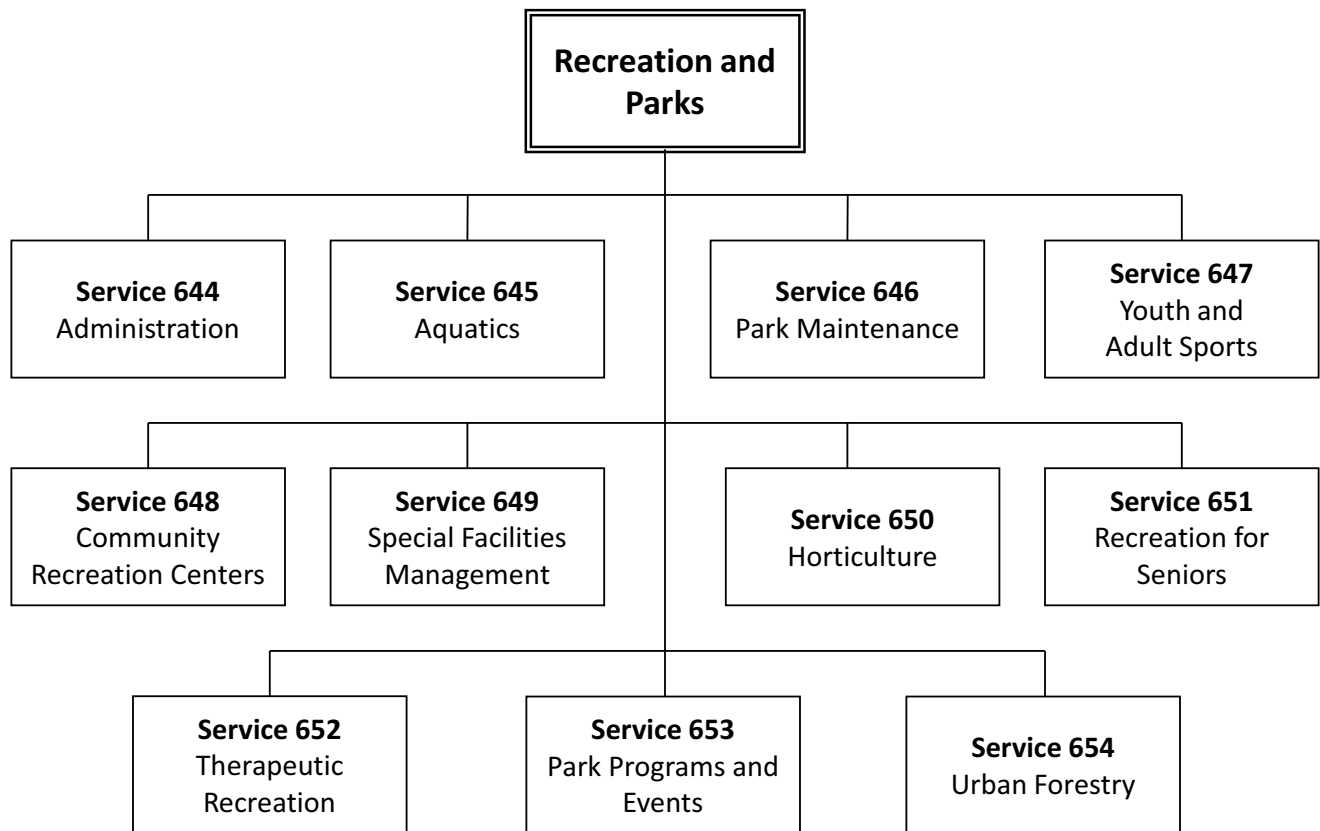 Recreation and
Parks
Service 644
Administration
Service 645
Aquatics
Service 646
Park Maintenance
Service 647
Youth and
Adult Sports
Service 648
Community
Recreation Centers
Service 649
Special Facilities
Management
Service 650
Horticulture
Service 651
Recreation for
Seniors
Service 652
Therapeutic
Recreation
Service 653
Park Programs and
Events
Service 654
Urban Forestry